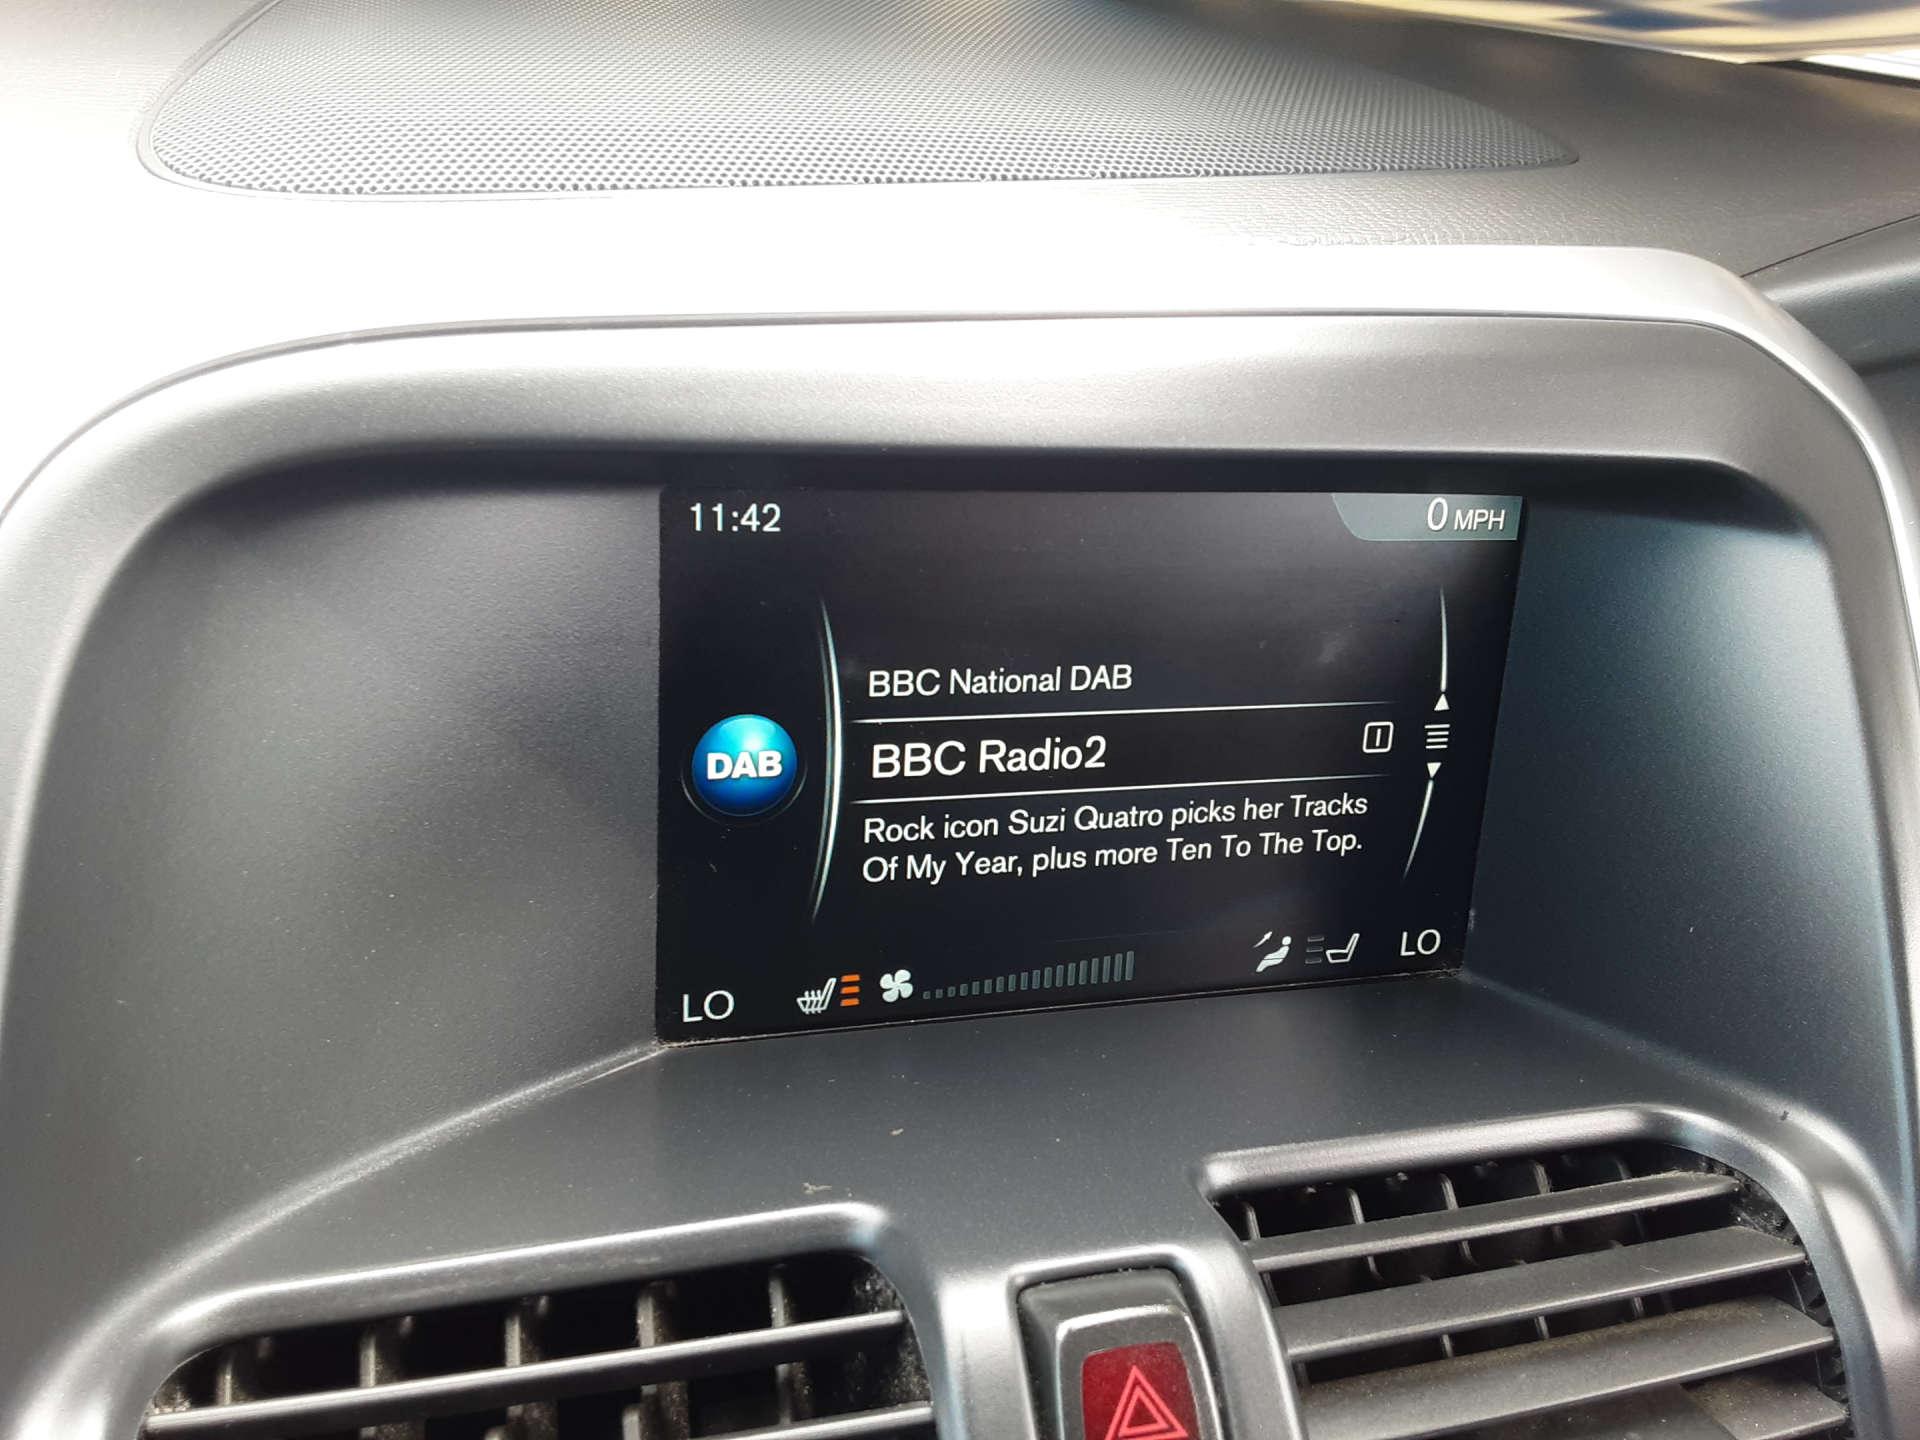 11:42
0 MPH
BBC National DAB
DAB
BBC Radio2
Rock icon Suzi Quatro picks her Tracks
Of My Year, plus more Ten To The Top.
LO
LO